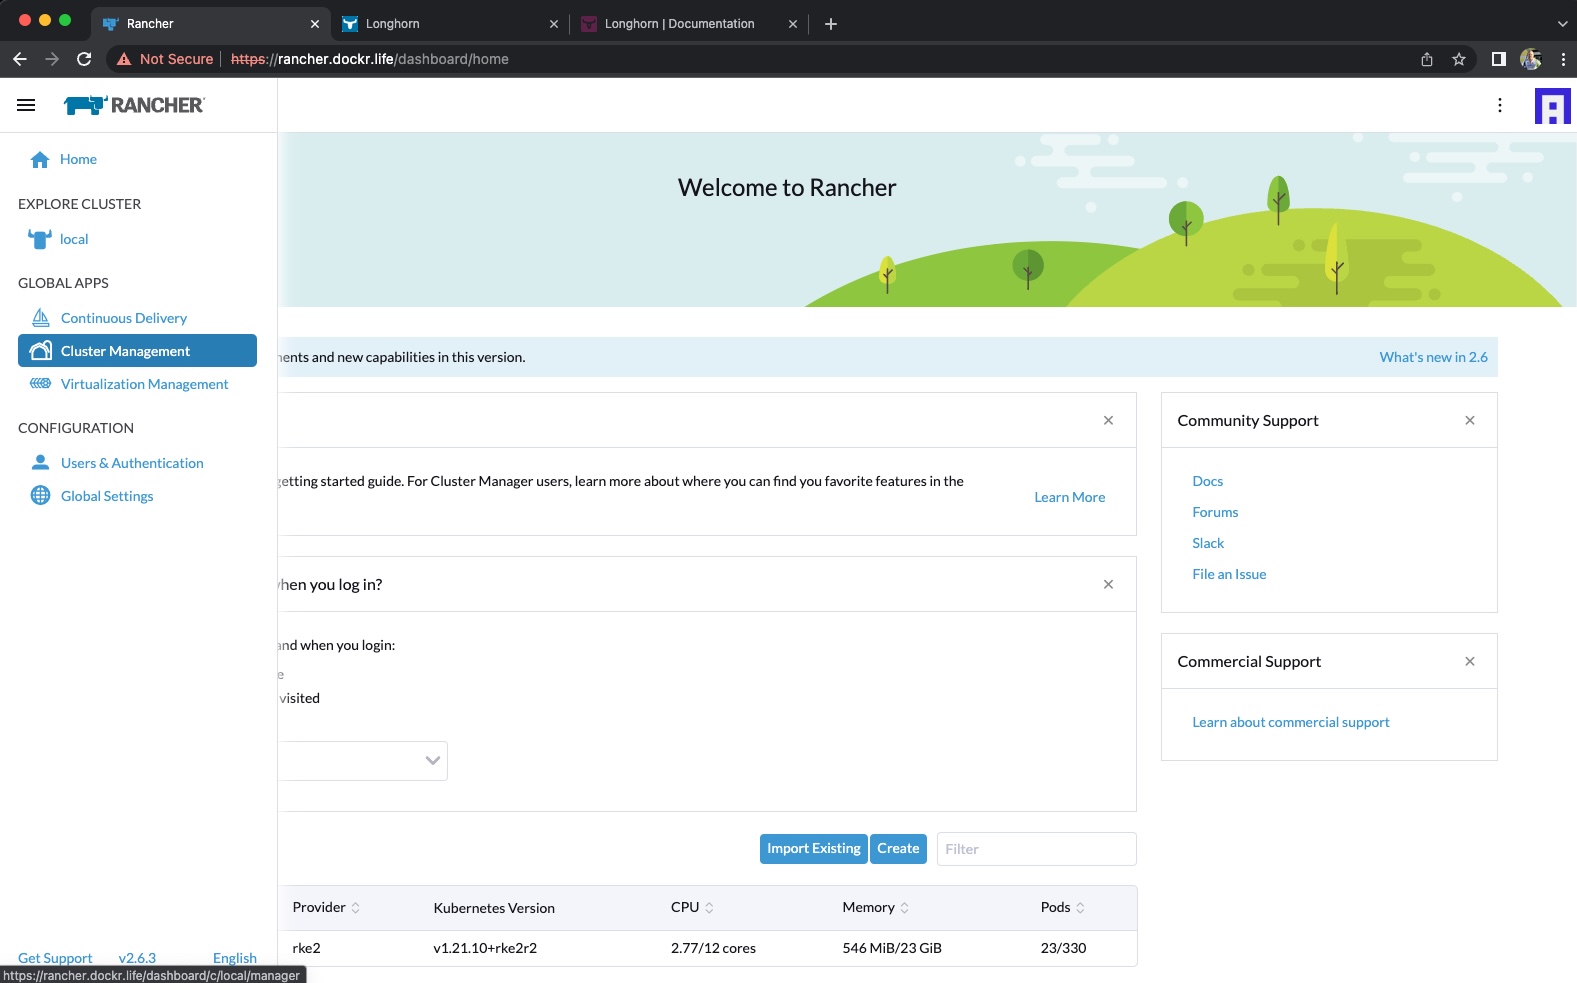 Rancher
Longhorn
Longhorn | Documentation
Not Secure
https://rancher.dockr.life/dashboard/home
RANCHER
Home
EXPLORE CLUSTER
local
GLOBAL APPS
Continuous Delivery
Cluster Management
Virtualization Management
CONFIGURATION
Users & Authentication
Global Settings
Get Support v2.6.3 English
https://rancher.dockr.life/dashboard/c/local/manager
Welcome to Rancher
and new capabilities in this version.
What's new in 2.6
getting started guide. For Cluster Manager users, learn more about where you can find you favorite features in the
Learn More
when you log in?
and when you login:
visited
Import Existing Create Filter
Provider Kubernetes Version CPU Memory Pods
rke2 v1.21.10+rke2r2 2.77/12 cores 546 MiB/23 GiB 23/330
Community Support
Docs
Forums
Slack
File an Issue
Commercial Support
Learn about commercial support